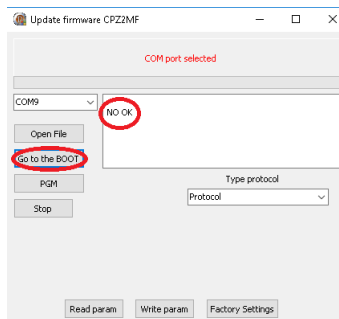 Update firmware CPZ2MF
COM port selected
COM9
NO OK
Open File
Go to the BOOT
PGM
Type protocol
Protocol
Stop
Read param Write param Factory Settings